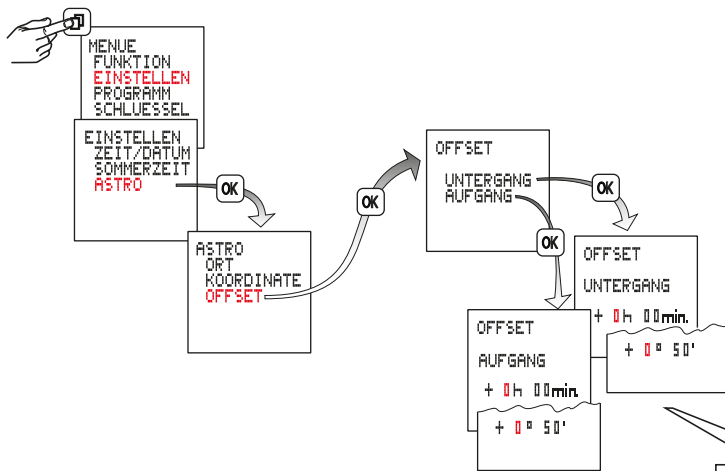 MENUE
FUNKTION
EINSTELLEN
PROGRAMM
SCHLUESSEL
EINSTELLEN
ZEIT/DATUM
SOMMERZEIT
ASTRO
OK
ASTRO
ORT
KOORDINATE
OFFSET
OK
OFFSET
UNTERGANG
AUFGANG
OK
OK
OFFSET
UNTERGANG
+ 0h 00min.
+ 0° 50'
OFFSET
AUFGANG
+ 0h 00min.
+ 0° 50'